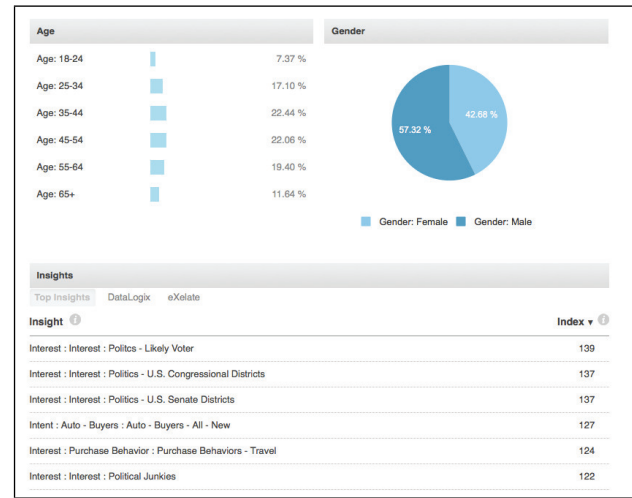 Age
Age: 18-24 7.37 %
Age: 25-34 17.10 %
Age: 35-44 22.44 %
Age: 45-54 22.06 %
Age: 55-64 19.40 %
Age: 65+ 11.64 %
Gender
42.68 %
57.32 %
Gender: Female Gender: Male
Insights
Top Insights DataLogix eXelate
Insight i Index ▾ i
Interest : Interest : Politcs - Likely Voter 139
Interest : Interest : Politics - U.S. Congressional Districts 137
Interest : Interest : Politics - U.S. Senate Districts 137
Intent : Auto - Buyers : Auto - Buyers - All - New 127
Interest : Purchase Behavior : Purchase Behaviors - Travel 124
Interest : Interest : Political Junkies 122